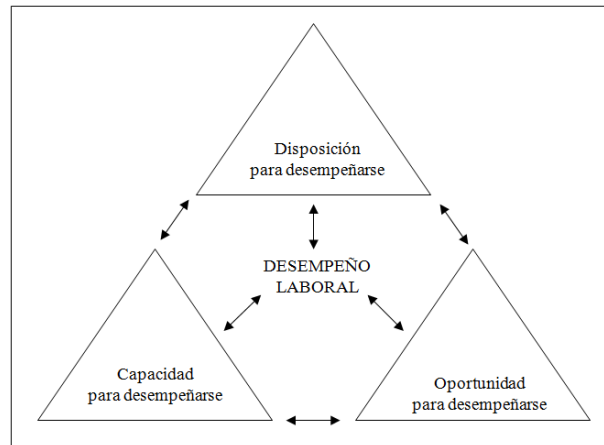 Disposición
para desempeñarse
DESEMPEÑO
LABORAL
Capacidad
para desempeñarse
Oportunidad
para desempeñarse